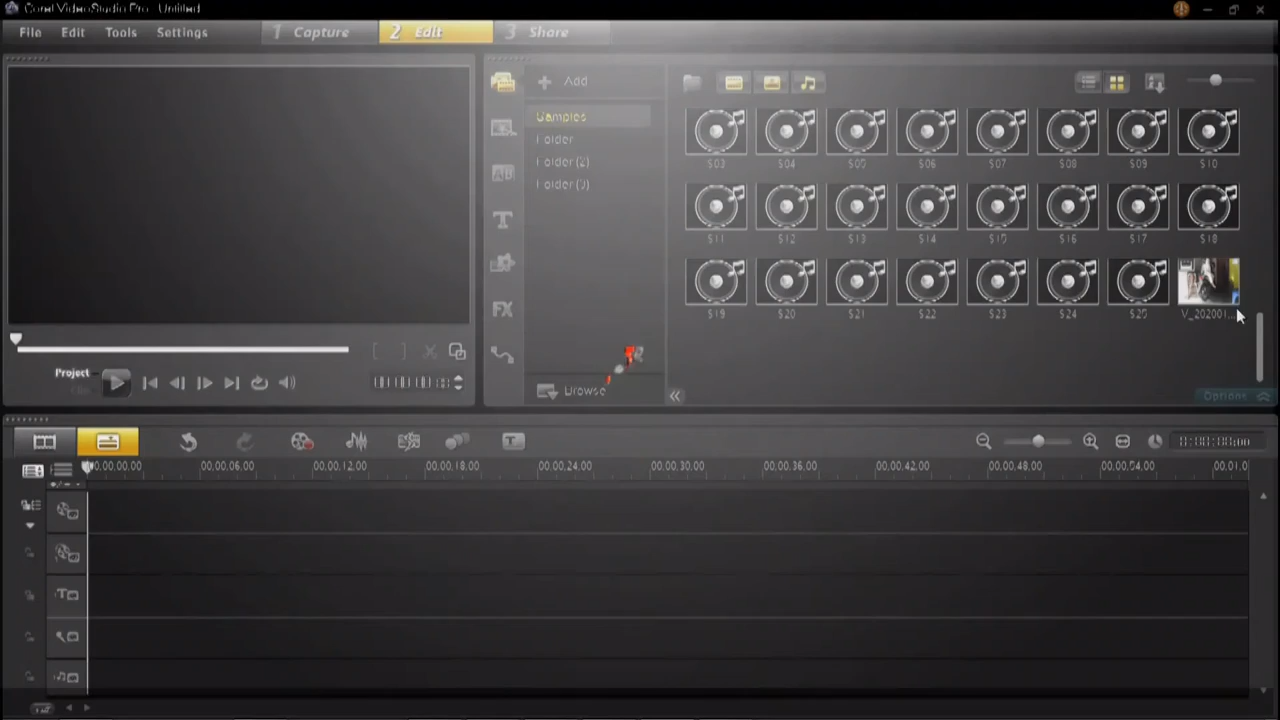 Corel VideoStudio Pro - Untitled
File Edit Tools Settings 1 Capture 2 Edit 3 Share
Add
Samples
Folder
Folder (2)
Folder (3)
S03 S04 S05 S06 S07 S08 S09 S10
S11 S12 S13 S14 S15 S16 S17 S18
S19 S20 S21 S22 S23 S24 S25 V_202001...
Project
Browse
Options
00:00:00.00 00:00:06.00 00:00:12.00 00:00:18.00 00:00:24.00 00:00:30.00 00:00:36.00 00:00:42.00 00:00:48.00 00:00:54.00 00:01:0